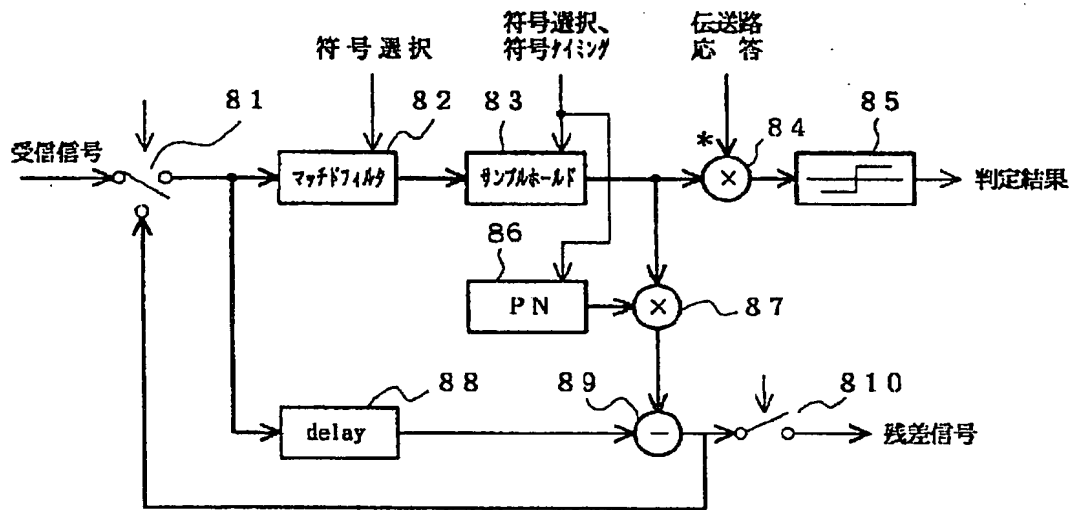 符号選択、
符号ﾀｲﾐﾝｸﾞ
伝送路
応 答
符号選択
81
82
83
84
85
受信信号
ﾏｯﾁﾄﾞﾌｨﾙﾀ
ｻﾝﾌﾟﾙﾎｰﾙﾄﾞ
*
×
判定結果
86
PN
×
87
88
89
810
delay
−
残差信号